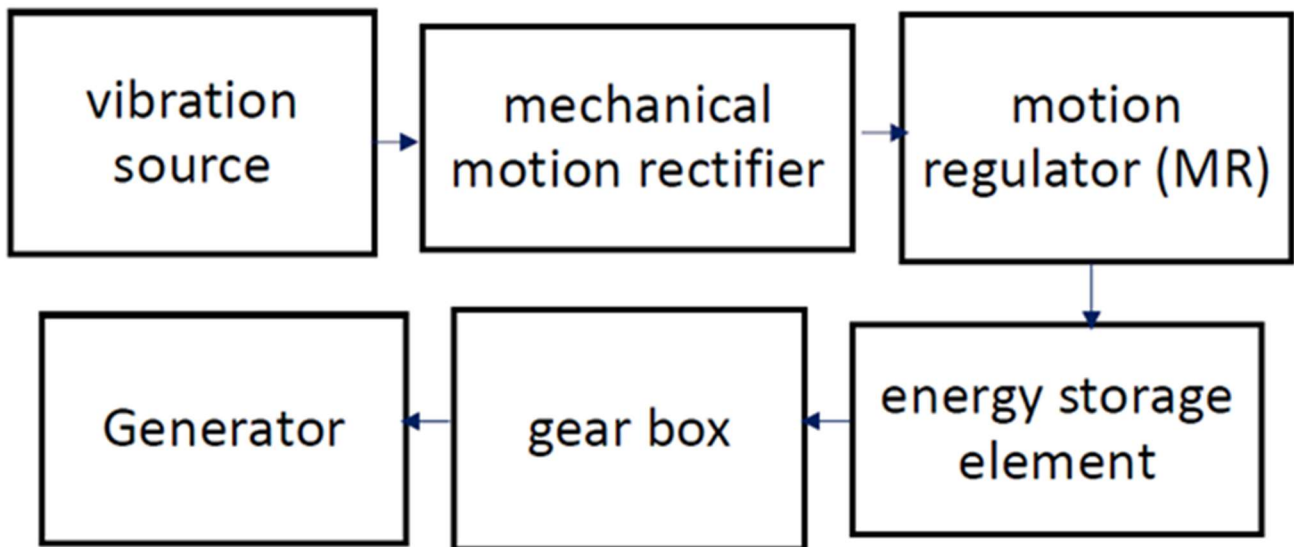 vibration
source
mechanical
motion rectifier
motion
regulator (MR)
energy storage
element
gear box
Generator